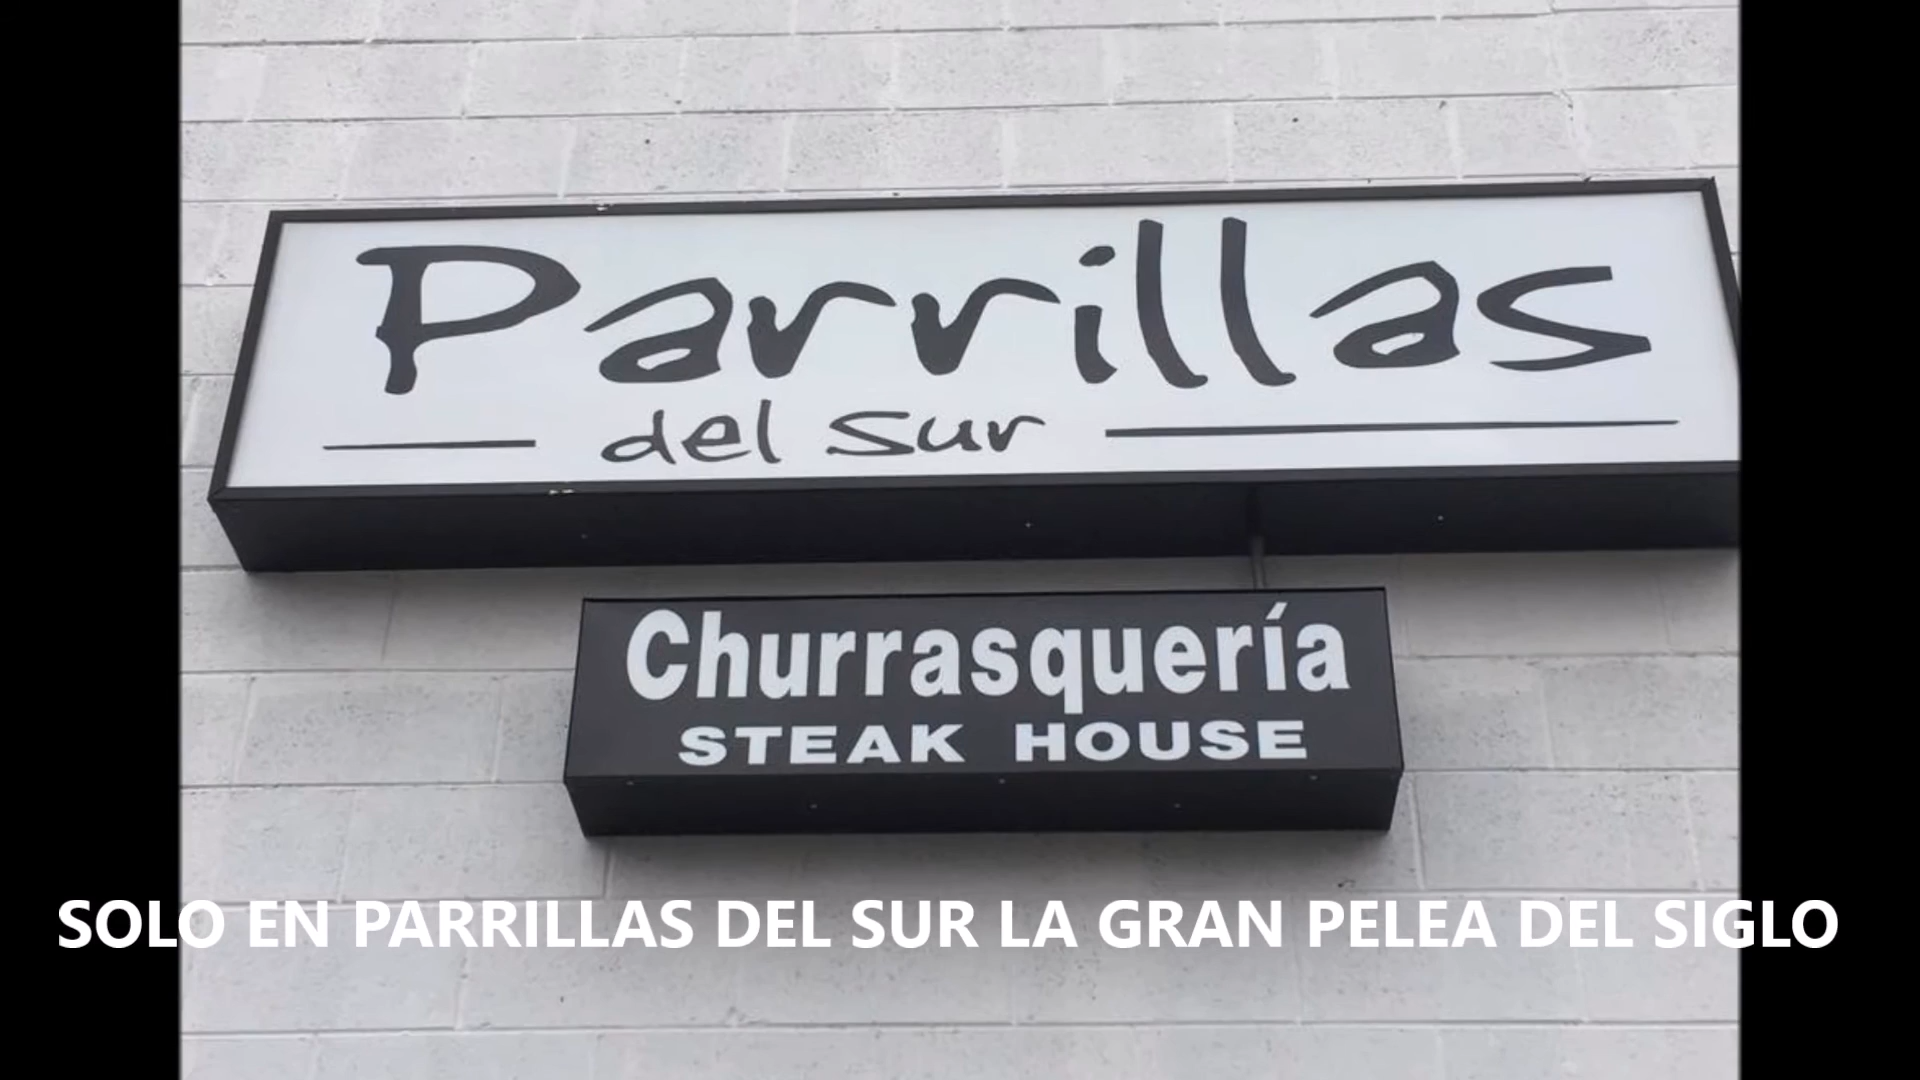 Parrillas
del sur
Churrasquería
STEAK HOUSE
SOLO EN PARRILLAS DEL SUR LA GRAN PELEA DEL SIGLO